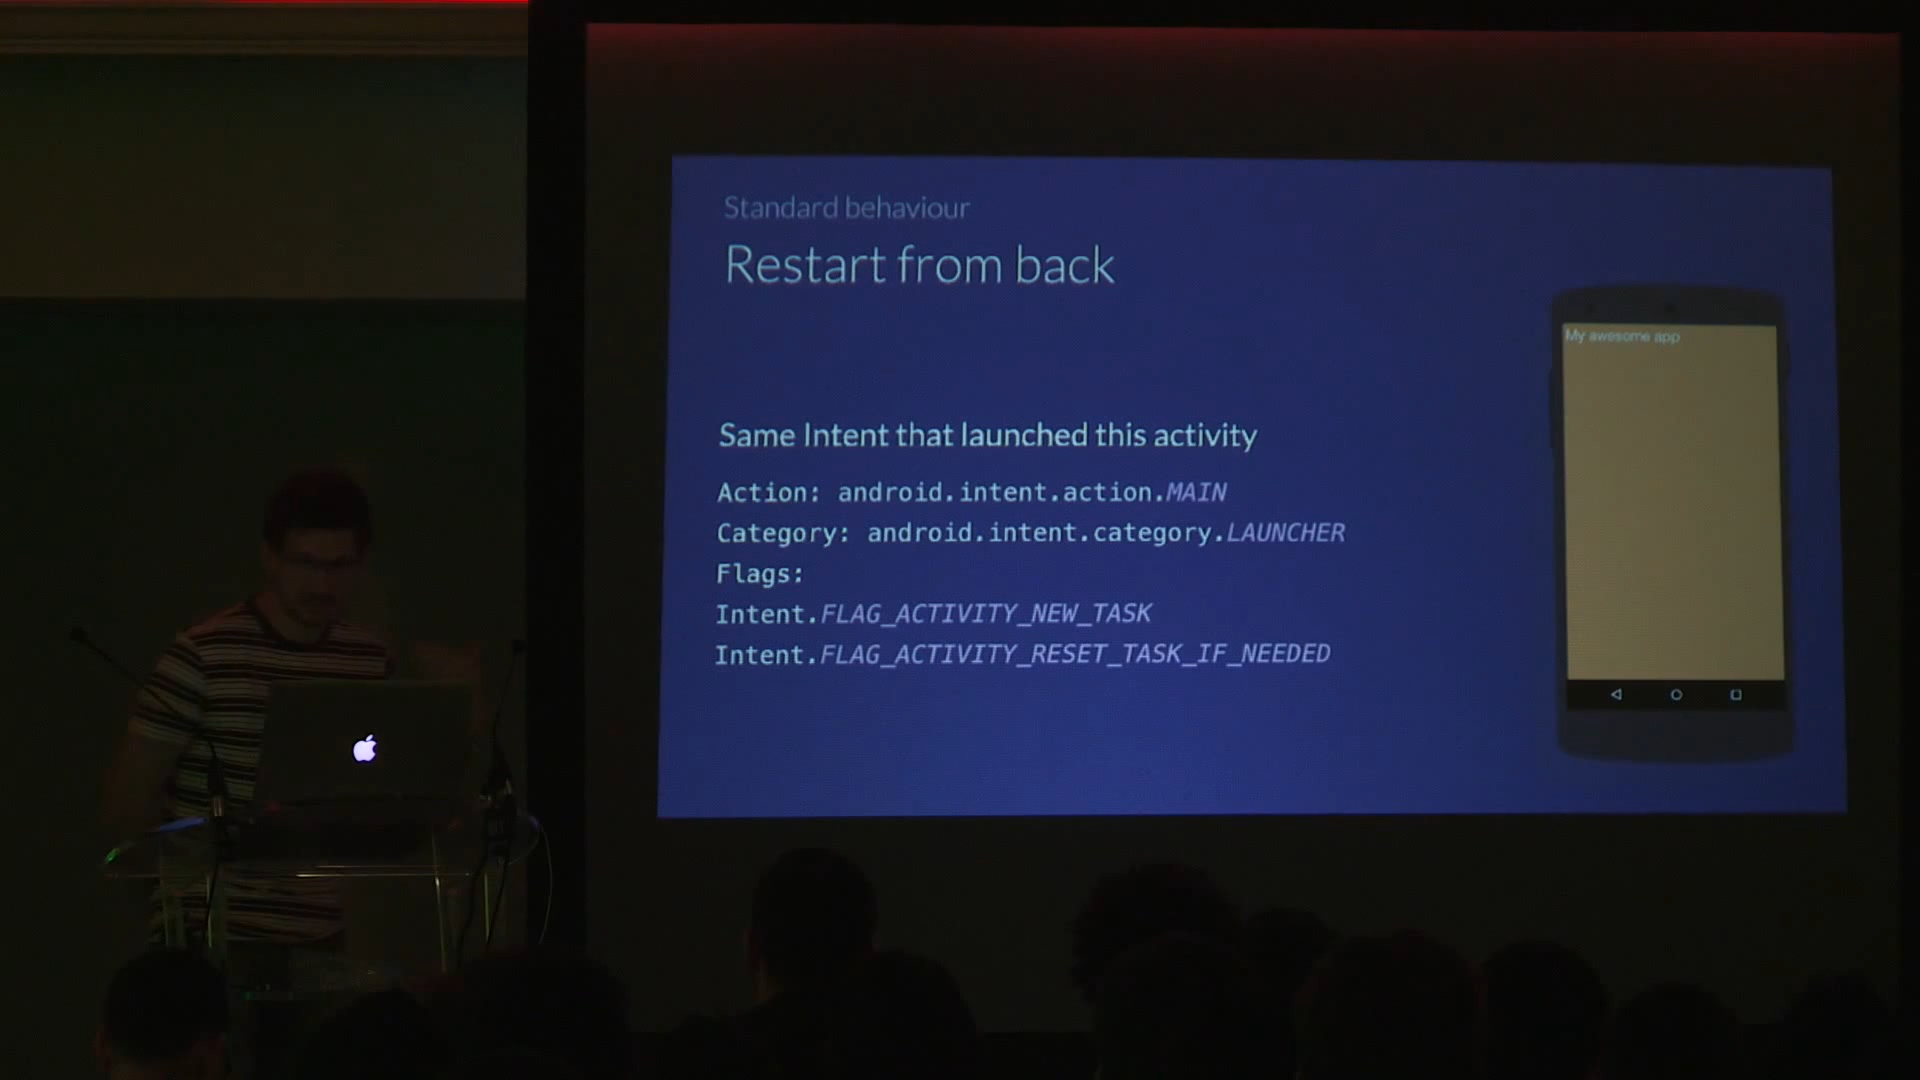 Standard behaviour
Restart from back
My awesome app
Same Intent that launched this activity
Action: android.intent.action.MAIN
Category: android.intent.category.LAUNCHER
Flags:
Intent.FLAG_ACTIVITY_NEW_TASK
Intent.FLAG_ACTIVITY_RESET_TASK_IF_NEEDED